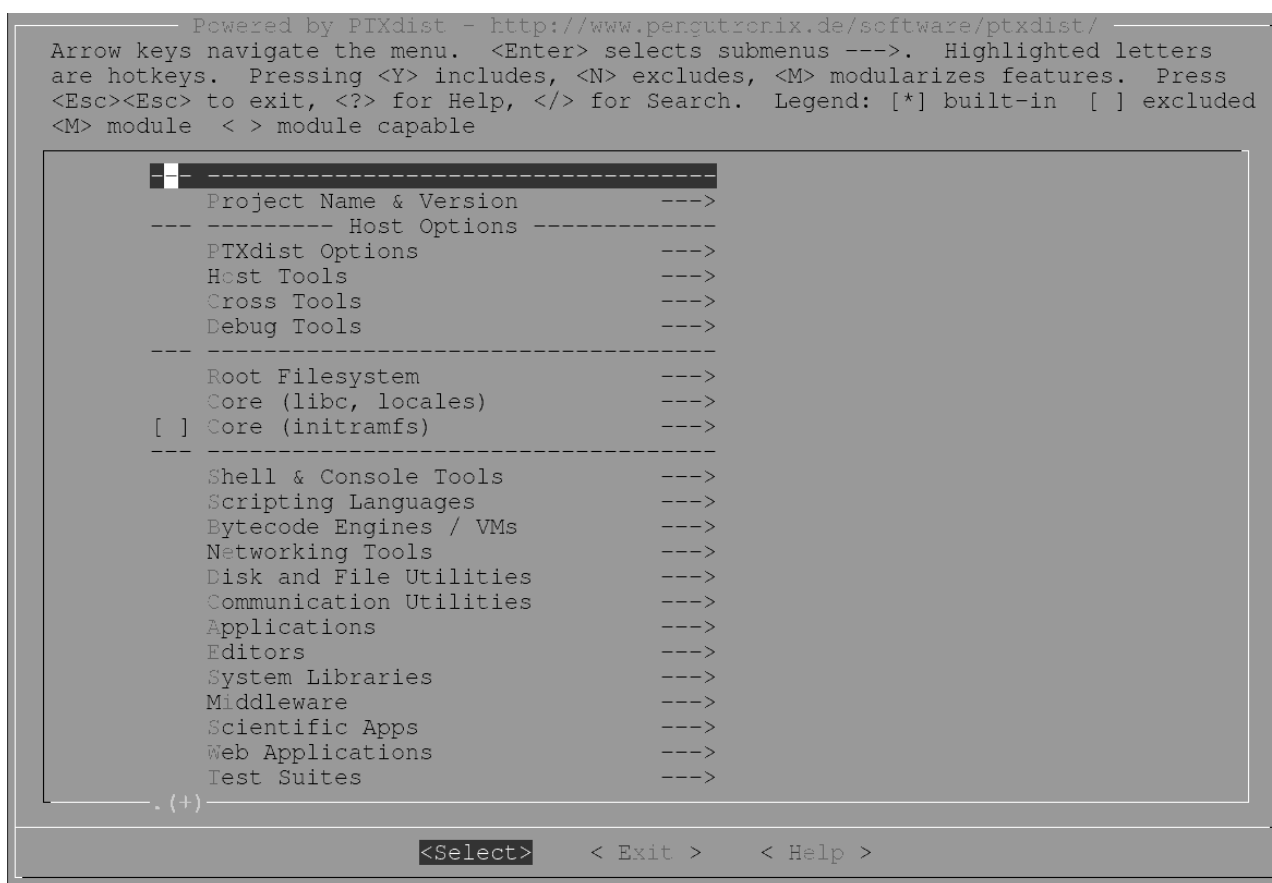 Powered by PTXdist - http://www.pengutronix.de/software/ptxdist/
Arrow keys navigate the menu.  <Enter> selects submenus --->.  Highlighted letters
are hotkeys.  Pressing <Y> includes, <N> excludes, <M> modularizes features.  Press
<Esc><Esc> to exit, <?> for Help, </> for Search.  Legend: [*] built-in  [ ] excluded
<M> module  < > module capable
--- ------------------------------------
Project Name & Version          --->
--- --------- Host Options -------------
PTXdist Options                 --->
Host Tools                      --->
Cross Tools                     --->
Debug Tools                     --->
--- ------------------------------------
Root Filesystem                 --->
Core (libc, locales)            --->
[ ] Core (initramfs)                --->
--- ------------------------------------
Shell & Console Tools           --->
Scripting Languages             --->
Bytecode Engines / VMs          --->
Networking Tools                --->
Disk and File Utilities         --->
Communication Utilities         --->
Applications                    --->
Editors                         --->
System Libraries                --->
Middleware                      --->
Scientific Apps                 --->
Web Applications                --->
Test Suites                     --->
.(+)
<Select>    < Exit >    < Help >